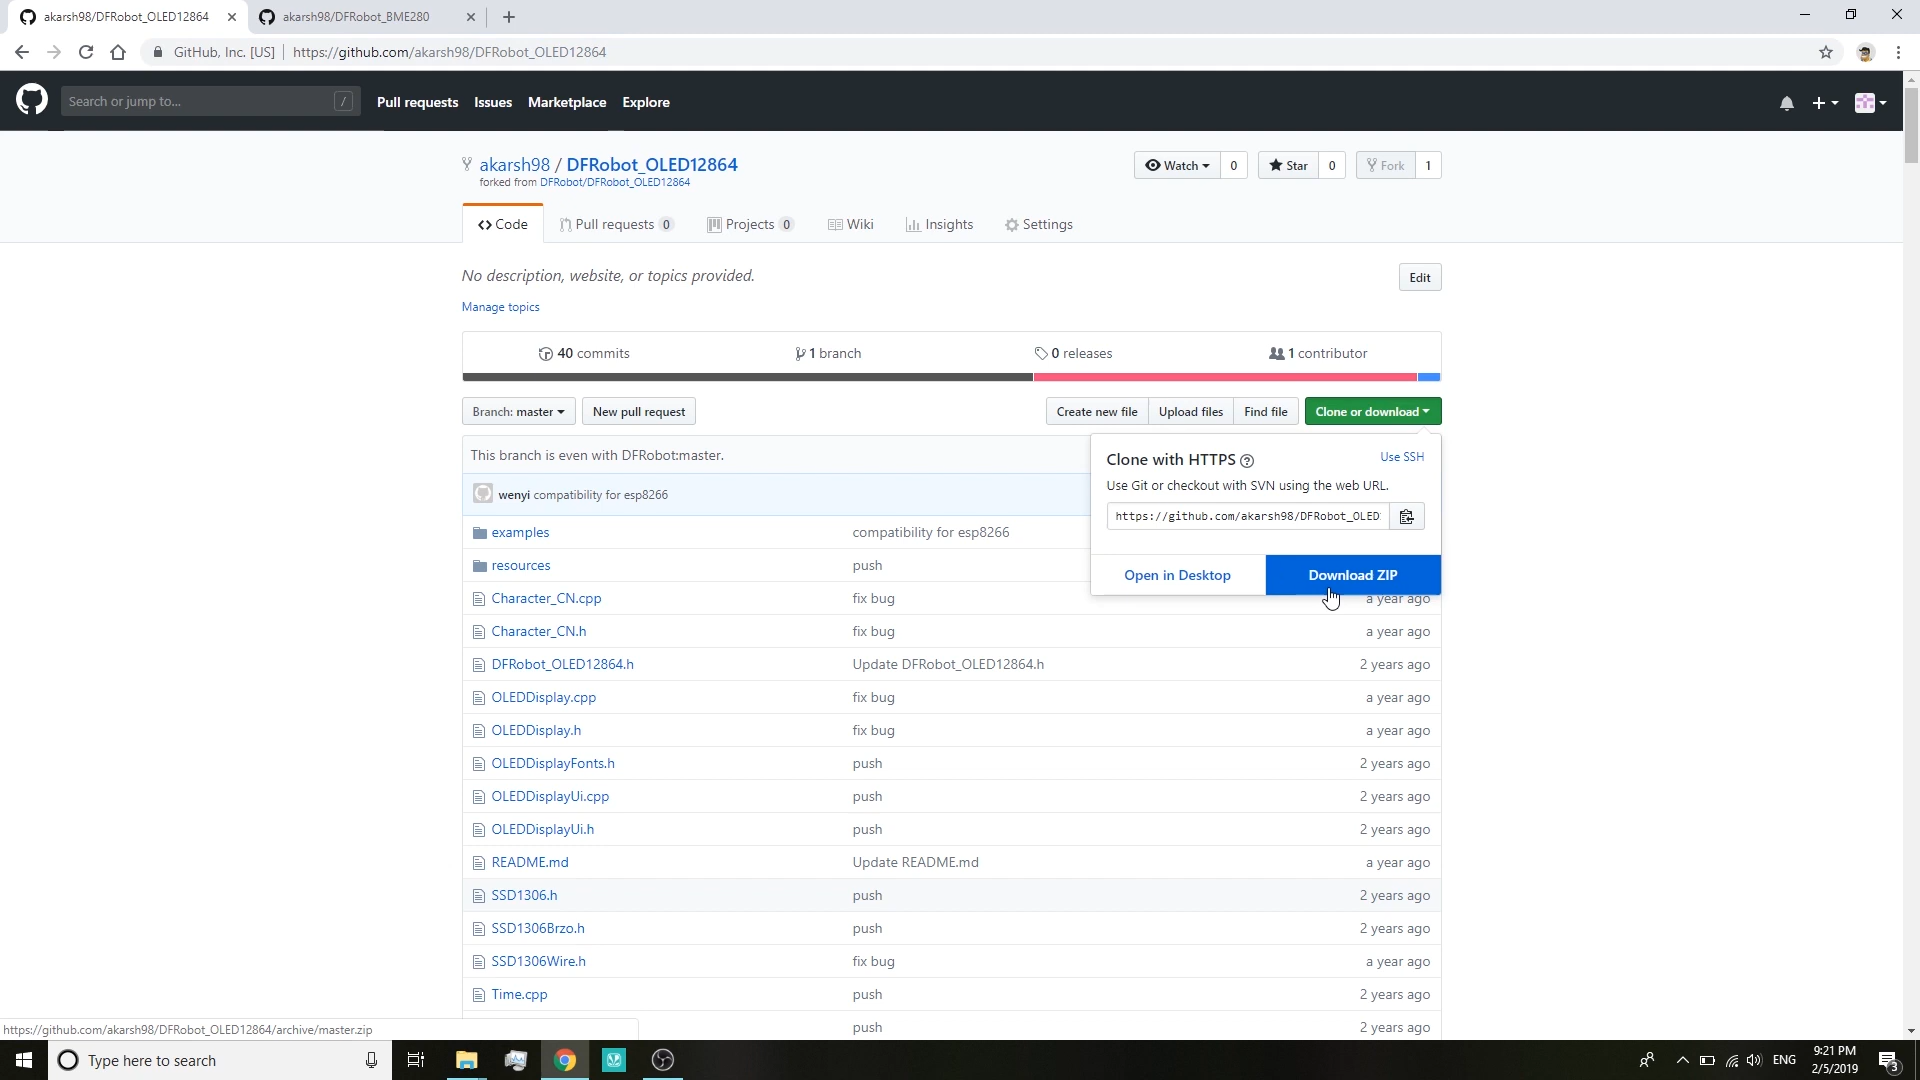 akarsh98/DFRobot_OLED12864
akarsh98/DFRobot_BME280
GitHub, Inc. [US]
https://github.com/akarsh98/DFRobot_OLED12864
Search or jump to...
/
Pull requests
Issues
Marketplace
Explore
akarsh98 / DFRobot_OLED12864
forked from DFRobot/DFRobot_OLED12864
Watch 0
Star 0
Fork 1
Code
Pull requests 0
Projects 0
Wiki
Insights
Settings
No description, website, or topics provided.
Edit
Manage topics
40 commits
1 branch
0 releases
1 contributor
Branch: master
New pull request
Create new file
Upload files
Find file
Clone or download
This branch is even with DFRobot:master.
Clone with HTTPS
Use SSH
Use Git or checkout with SVN using the web URL.
https://github.com/akarsh98/DFRobot_OLED
Open in Desktop
Download ZIP
wenyi compatibility for esp8266
examples compatibility for esp8266
resources push
Character_CN.cpp fix bug a year ago
Character_CN.h fix bug a year ago
DFRobot_OLED12864.h Update DFRobot_OLED12864.h 2 years ago
OLEDDisplay.cpp fix bug a year ago
OLEDDisplay.h fix bug a year ago
OLEDDisplayFonts.h push 2 years ago
OLEDDisplayUi.cpp push 2 years ago
OLEDDisplayUi.h push 2 years ago
README.md Update README.md a year ago
SSD1306.h push 2 years ago
SSD1306Brzo.h push 2 years ago
SSD1306Wire.h fix bug a year ago
Time.cpp push 2 years ago
push 2 years ago
https://github.com/akarsh98/DFRobot_OLED12864/archive/master.zip
Type here to search
ENG
9:21 PM
2/5/2019
3